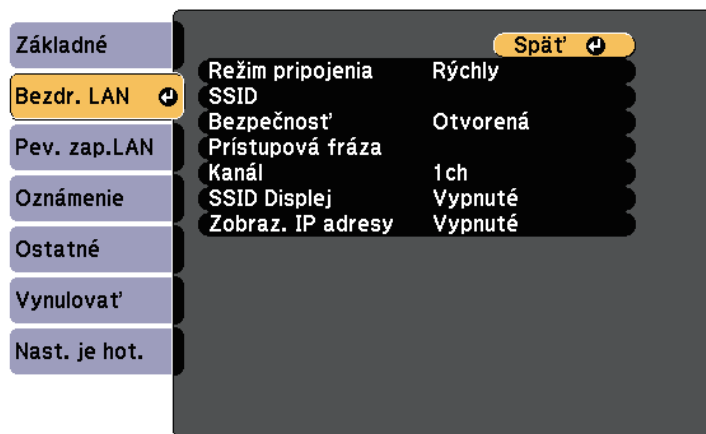 Základné
Bezdr. LAN
Pev. zap.LAN
Oznámenie
Ostatné
Vynulovať
Nast. je hot.
Späť
Režim pripojenia Rýchly
SSID
Bezpečnosť Otvorená
Prístupová fráza
Kanál 1ch
SSID Displej Vypnuté
Zobraz. IP adresy Vypnuté